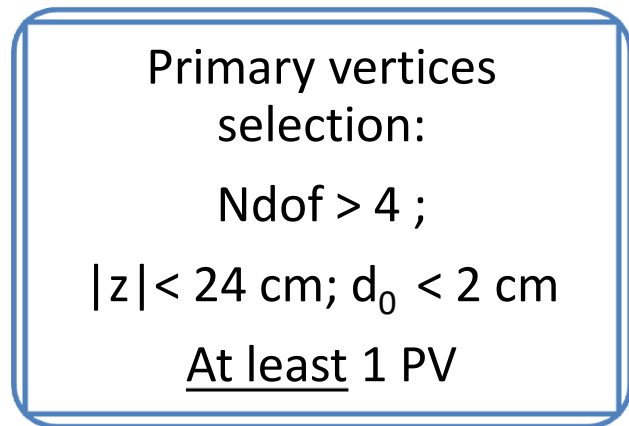 Primary vertices
selection:
Ndof > 4 ;
|z|< 24 cm; d₀ < 2 cm
At least 1 PV